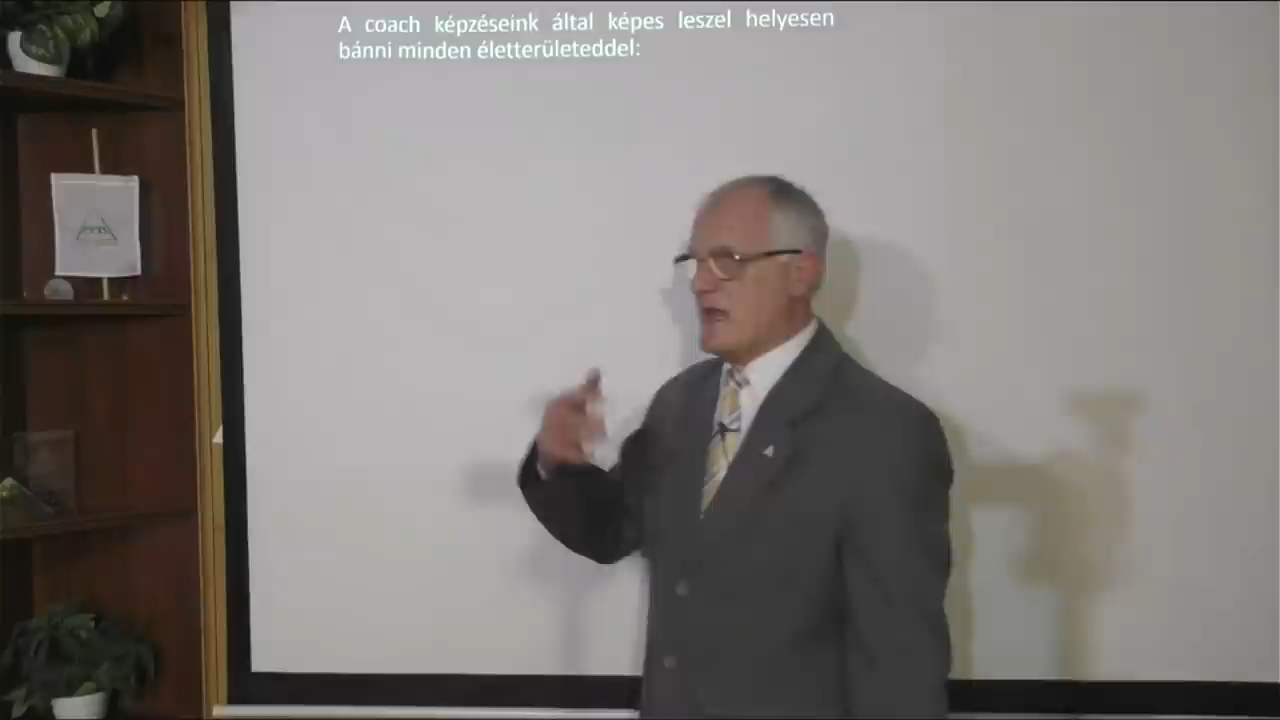 A coach képzéseink által képes leszel helyesen
bánni minden életterületeddel: